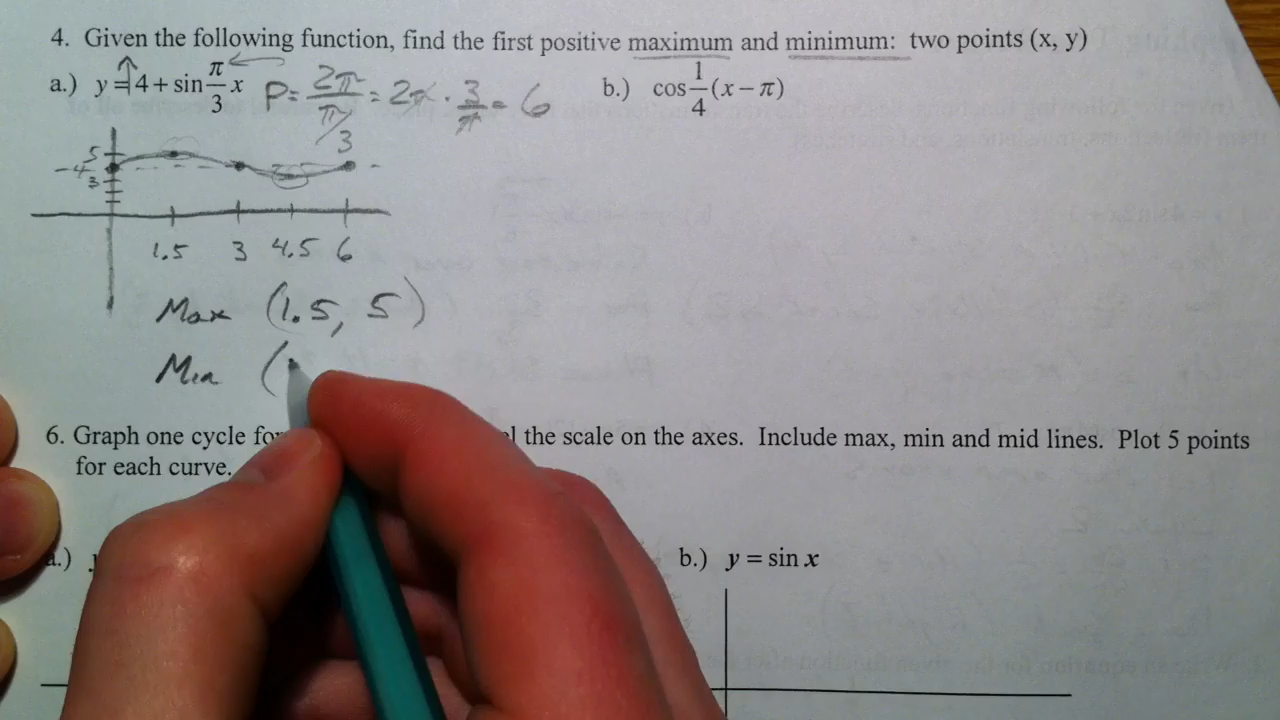 4. Given the following function, find the first positive maximum and minimum: two points (x, y)
a.) y = 4 + sin π/3 x P = 2π/(π/3) = 2π · 3/π = 6
b.) cos 1/4 (x − π)
5
4
3
1.5 3 4.5 6
Max (1.5, 5)
Min (
6. Graph one cycle for l the scale on the axes. Include max, min and mid lines. Plot 5 points
for each curve.
a.)
b.) y = sin x